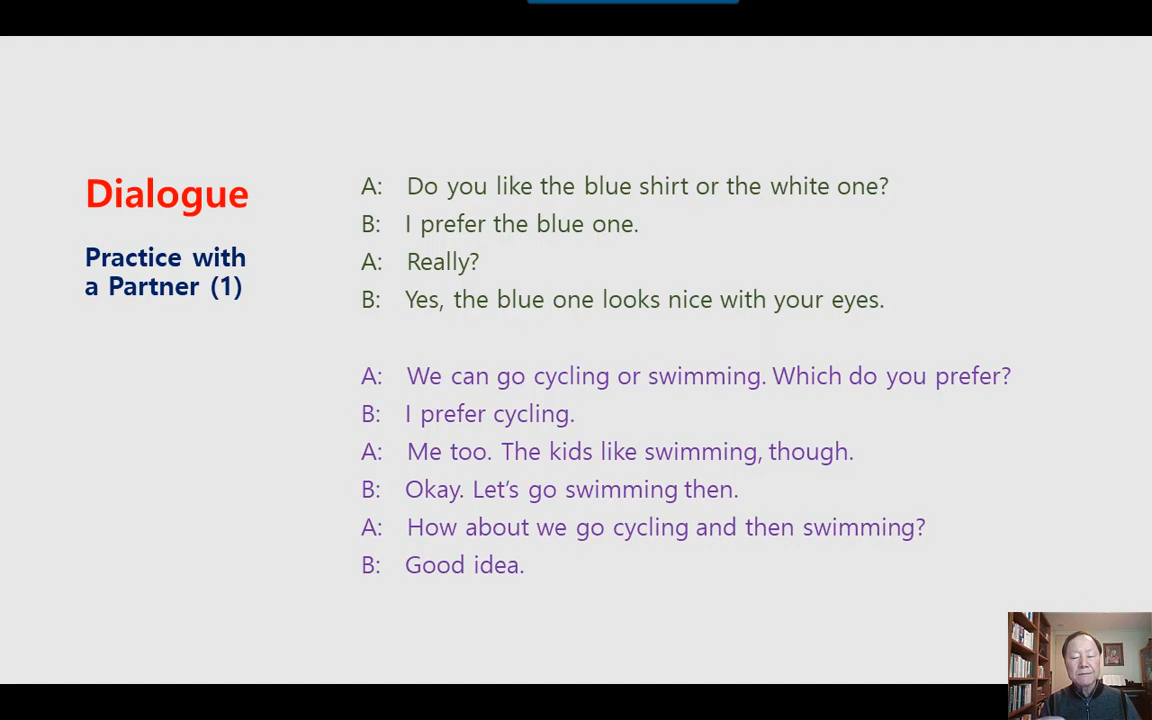 Dialogue
Practice with
a Partner (1)
A: Do you like the blue shirt or the white one?
B: I prefer the blue one.
A: Really?
B: Yes, the blue one looks nice with your eyes.
A: We can go cycling or swimming. Which do you prefer?
B: I prefer cycling.
A: Me too. The kids like swimming, though.
B: Okay. Let's go swimming then.
A: How about we go cycling and then swimming?
B: Good idea.